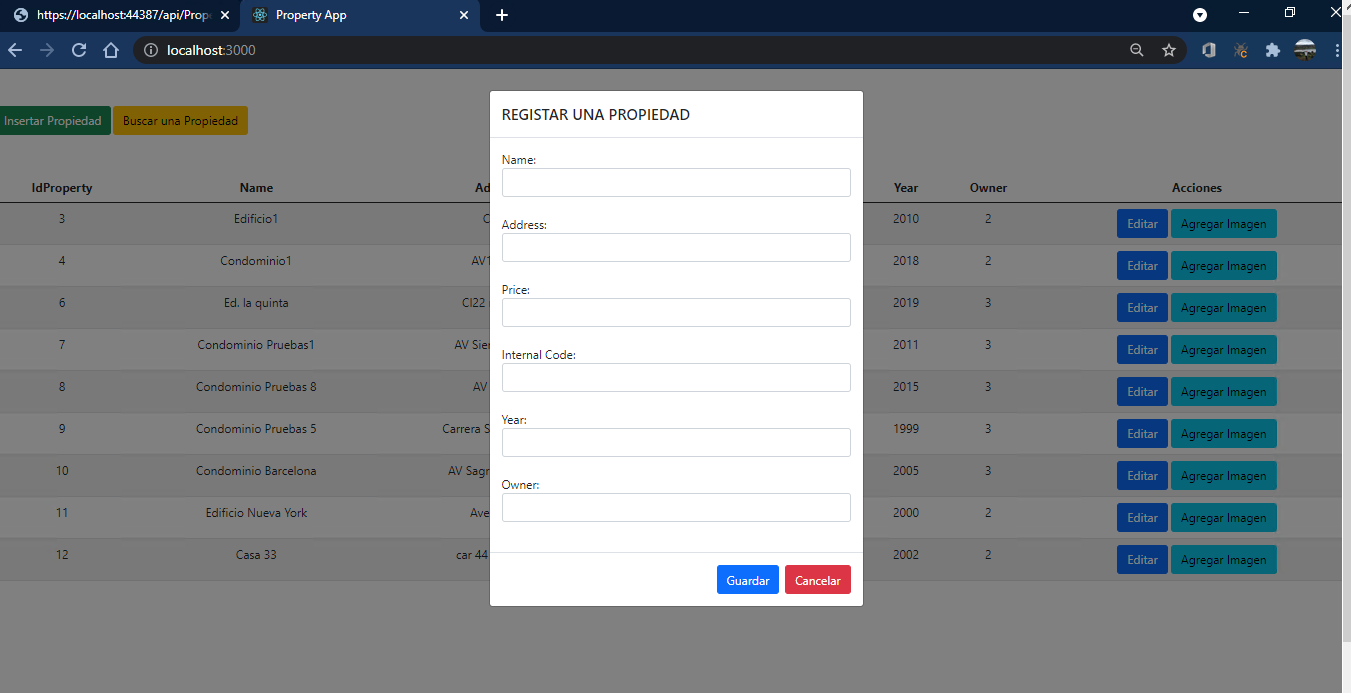 https://localhost:44387/api/Prop
Property App
localhost:3000
Insertar Propiedad
Buscar una Propiedad
REGISTAR UNA PROPIEDAD
Name:
Address:
Price:
Internal Code:
Year:
Owner:
Guardar Cancelar
IdProperty Name Ad Year Owner Acciones
3 Edificio1 C 2010 2 Editar Agregar Imagen
4 Condominio1 AV1 2018 2 Editar Agregar Imagen
6 Ed. la quinta Cl22 2019 3 Editar Agregar Imagen
7 Condominio Pruebas1 AV Sier 2011 3 Editar Agregar Imagen
8 Condominio Pruebas 8 AV 2015 3 Editar Agregar Imagen
9 Condominio Pruebas 5 Carrera S 1999 3 Editar Agregar Imagen
10 Condominio Barcelona AV Sagr 2005 3 Editar Agregar Imagen
11 Edificio Nueva York Ave 2000 2 Editar Agregar Imagen
12 Casa 33 car 44 2002 2 Editar Agregar Imagen